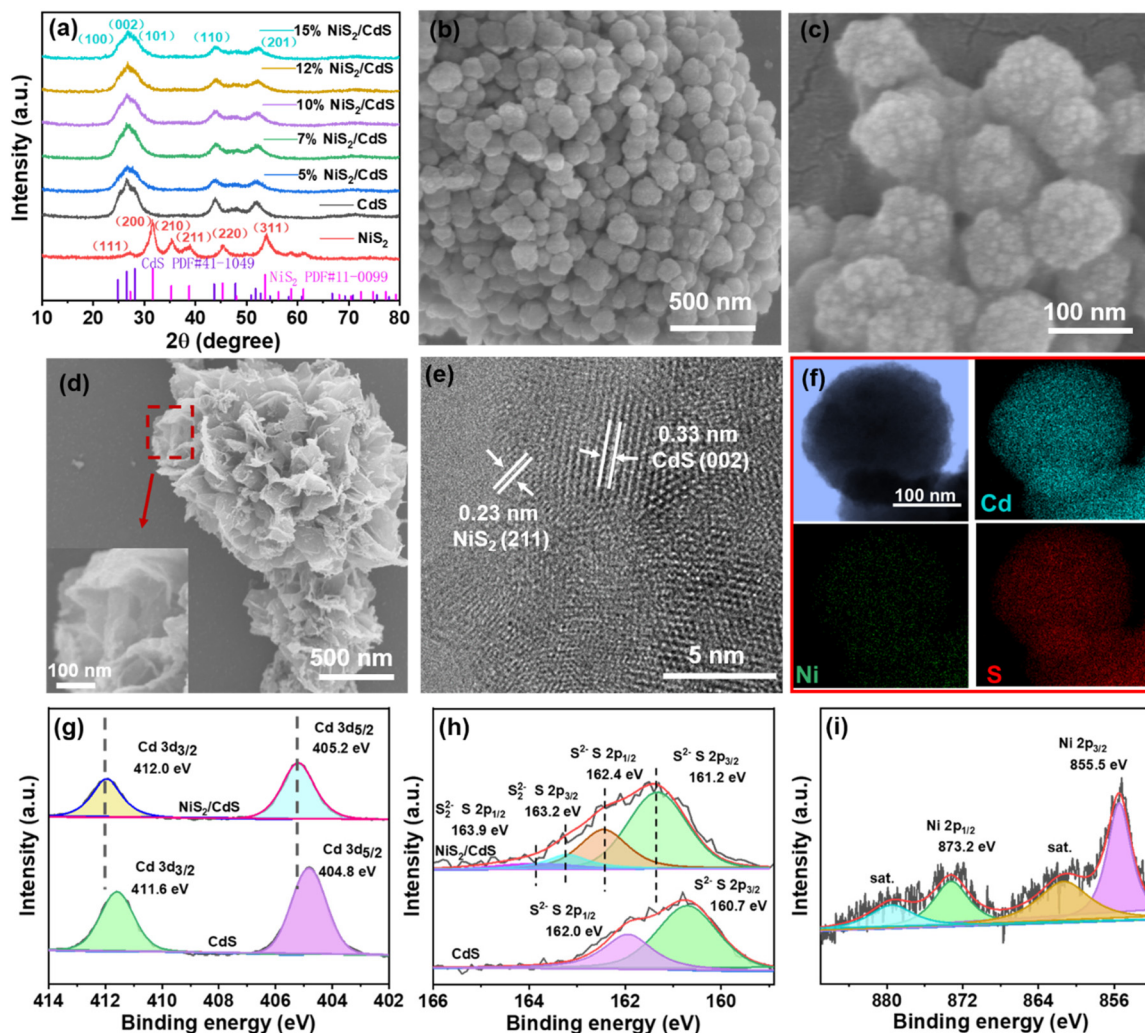 (a)
(002)
(100)
(101)
(110)
(201)
15% NiS₂/CdS
12% NiS₂/CdS
10% NiS₂/CdS
7% NiS₂/CdS
5% NiS₂/CdS
CdS
NiS₂
(200)
(210)
(111)
(211)
(220)
(311)
CdS PDF#41-1049
NiS₂ PDF#11-0099
Intensity (a.u.)
10 20 30 40 50 60 70 80
2θ (degree)
(b)
500 nm
(c)
100 nm
(d)
100 nm
500 nm
(e)
0.33 nm
CdS (002)
0.23 nm
NiS₂ (211)
5 nm
(f)
100 nm
Cd
Ni
S
(g)
Cd 3d3/2
412.0 eV
Cd 3d5/2
405.2 eV
NiS₂/CdS
Cd 3d3/2
411.6 eV
Cd 3d5/2
404.8 eV
CdS
Intensity (a.u.)
414 412 410 408 406 404 402
Binding energy (eV)
(h)
S²⁻ S 2p1/2
162.4 eV
S²⁻ S 2p3/2
161.2 eV
S₂²⁻ S 2p3/2
163.2 eV
S₂²⁻ S 2p1/2
163.9 eV
NiS₂/CdS
S²⁻ S 2p3/2
160.7 eV
S²⁻ S 2p1/2
162.0 eV
CdS
Intensity (a.u.)
166 164 162 160
Binding energy (eV)
(i)
Ni 2p3/2
855.5 eV
Ni 2p1/2
873.2 eV
sat.
sat.
Intensity (a.u.)
880 872 864 856
Binding energy (eV)